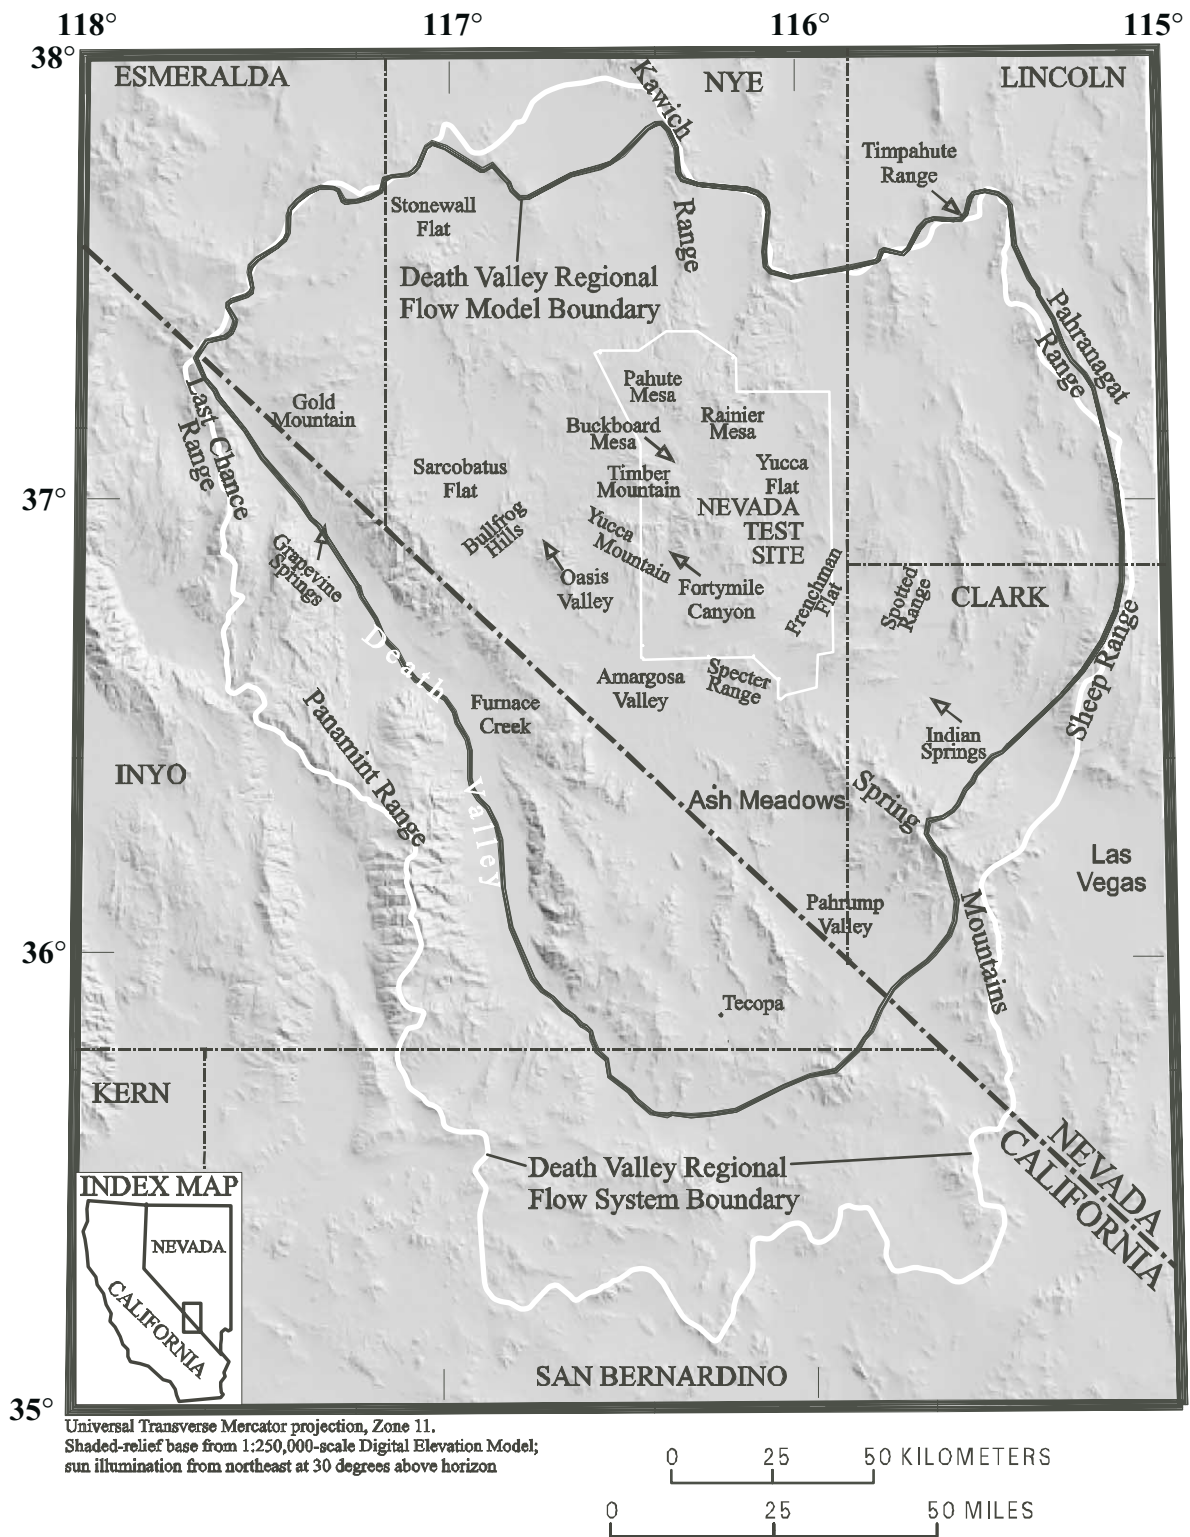 118°
117°
116°
115°
38°
ESMERALDA
NYE
LINCOLN
Kawich
Range
Timpahute
Range
Stonewall
Flat
Death Valley Regional
Flow Model Boundary
Pahranagat
Range
Last Chance
Range
Gold
Mountain
Pahute
Mesa
Buckboard
Mesa
Rainier
Mesa
Sarcobatus
Flat
Timber
Mountain
Yucca
Flat
37°
NEVADA
TEST
SITE
Bullfrog
Hills
Yucca
Mountain
Grapevine
Springs
Oasis
Valley
Fortymile
Canyon
Frenchman
Flat
Spotted
Range
CLARK
Sheep Range
Death
Valley
Amargosa
Valley
Specter
Range
Furnace
Creek
Panamint Range
Indian
Springs
INYO
Ash Meadows
Spring
Mountains
Las
Vegas
Pahrump
Valley
36°
Tecopa
KERN
NEVADA
CALIFORNIA
Death Valley Regional
Flow System Boundary
INDEX MAP
NEVADA
CALIFORNIA
SAN BERNARDINO
35°
Universal Transverse Mercator projection, Zone 11.
Shaded-relief base from 1:250,000-scale Digital Elevation Model;
sun illumination from northeast at 30 degrees above horizon
0 25 50 KILOMETERS
0 25 50 MILES